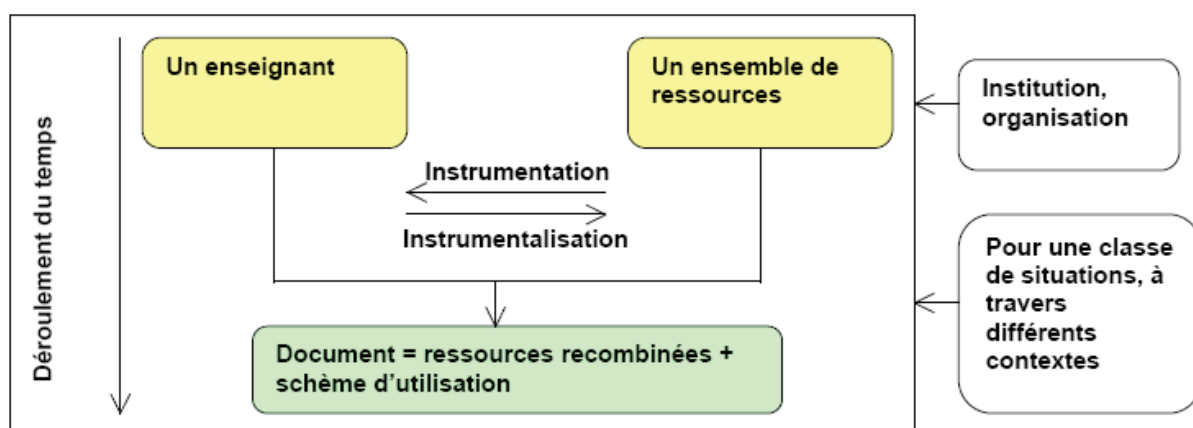 Déroulement du temps
Un enseignant
Un ensemble de
ressources
Institution,
organisation
Instrumentation
Instrumentalisation
Pour une classe
de situations, à
travers
différents
contextes
Document = ressources recombinées +
schème d'utilisation